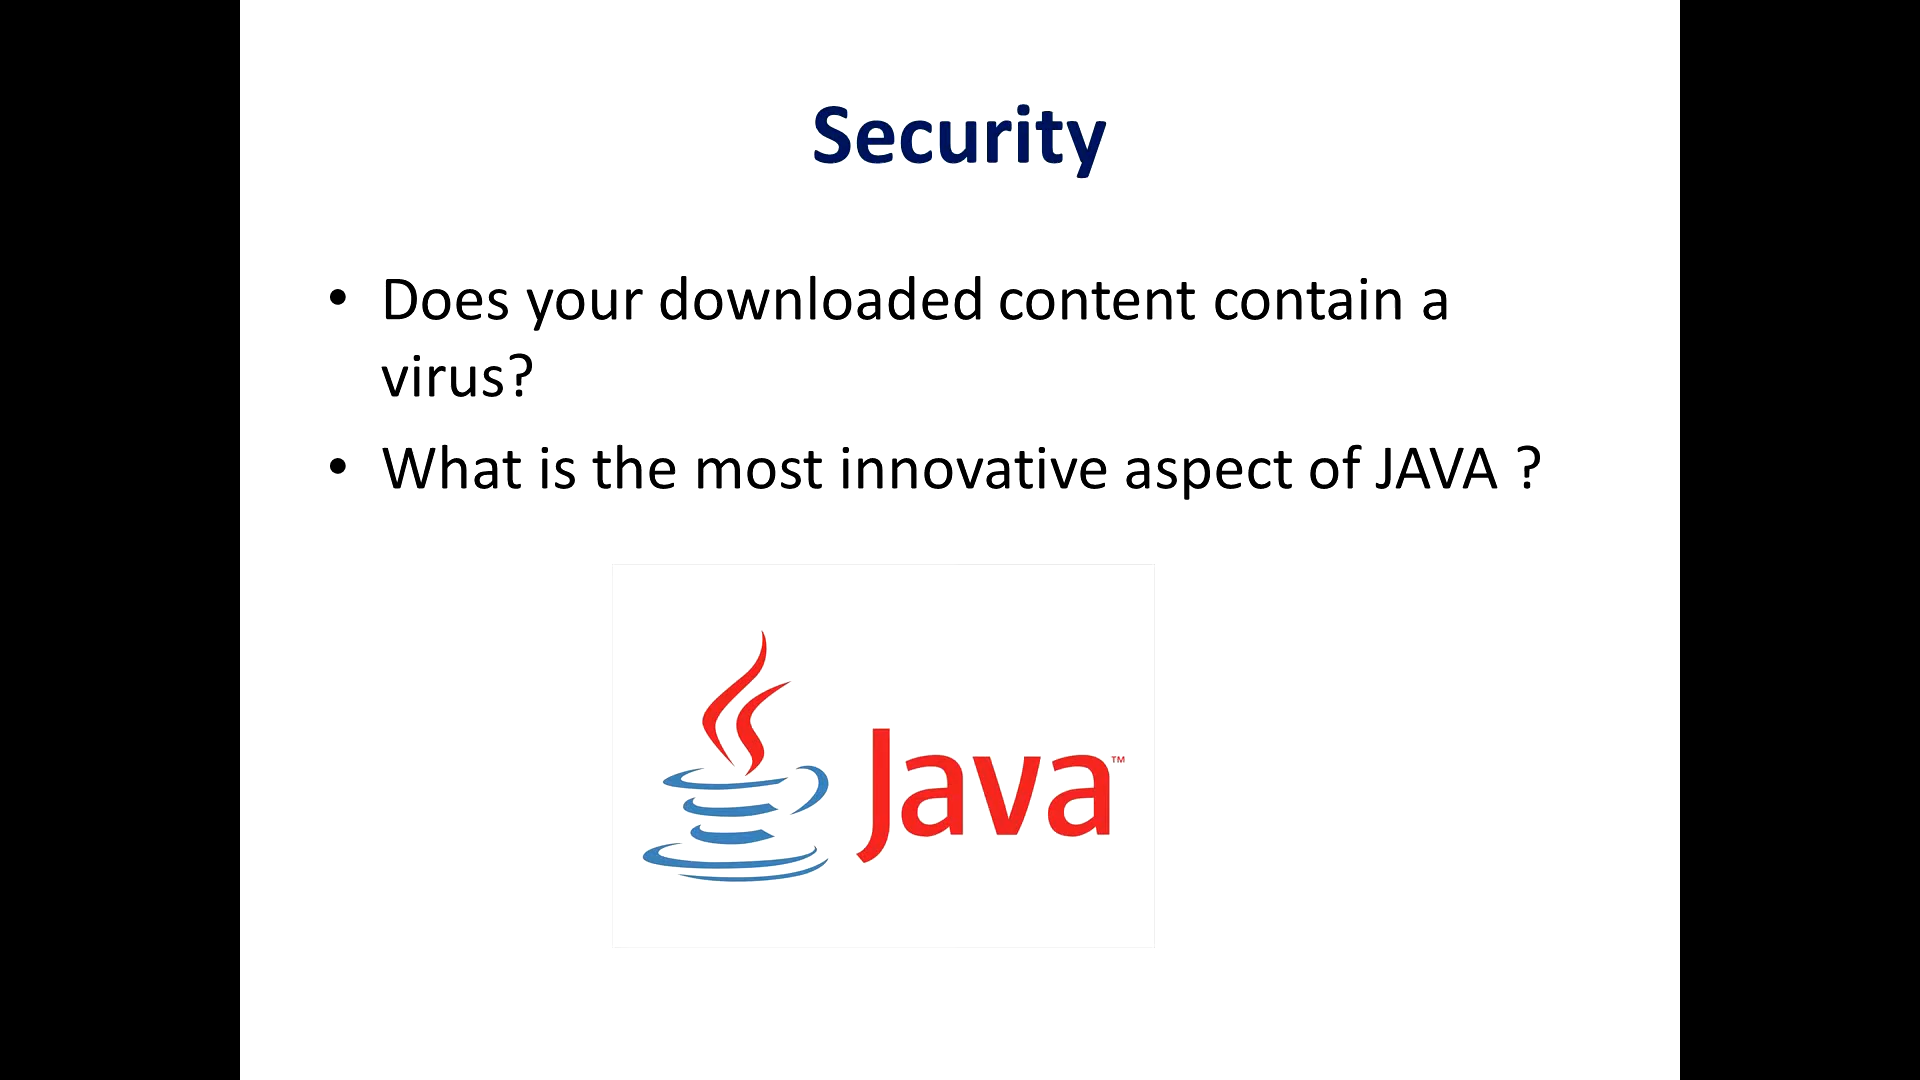 Security
• Does your downloaded content contain a
virus?
• What is the most innovative aspect of JAVA ?
Java™